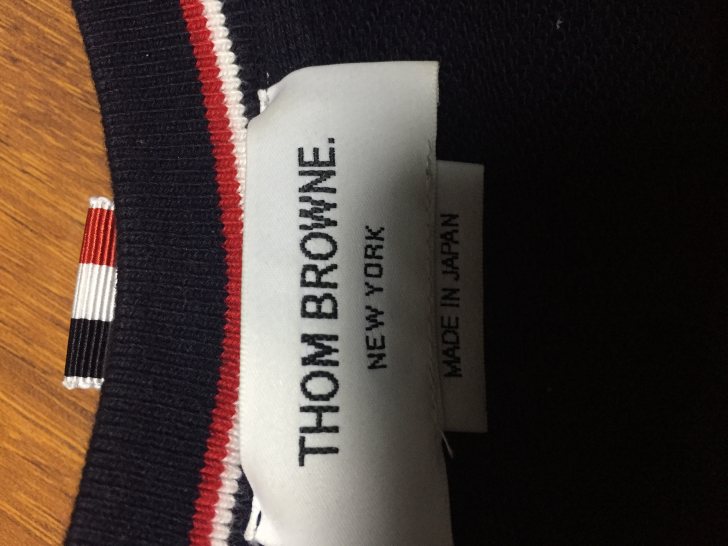 THOM BROWNE.
NEW YORK
MADE IN JAPAN